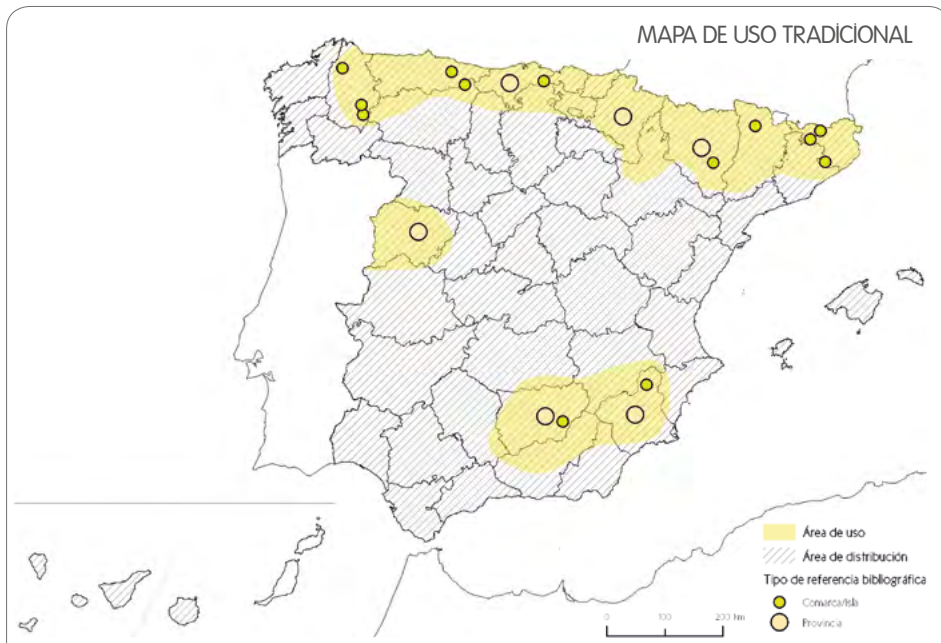 MAPA DE USO TRADICIONAL
Área de uso
Área de distribución
Tipo de referencia bibliográfica
Comarca/Isla
Provincia
0 100 200 km